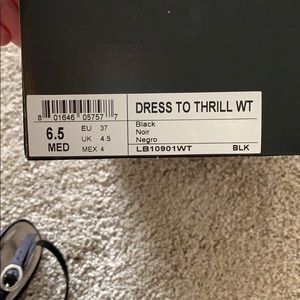 DRESS TO THRILL WT
8 01646 05757 7
6.5 EU 37
UK 4.5
MED MEX 4
Black
Noir
Negro
LB10901WT BLK